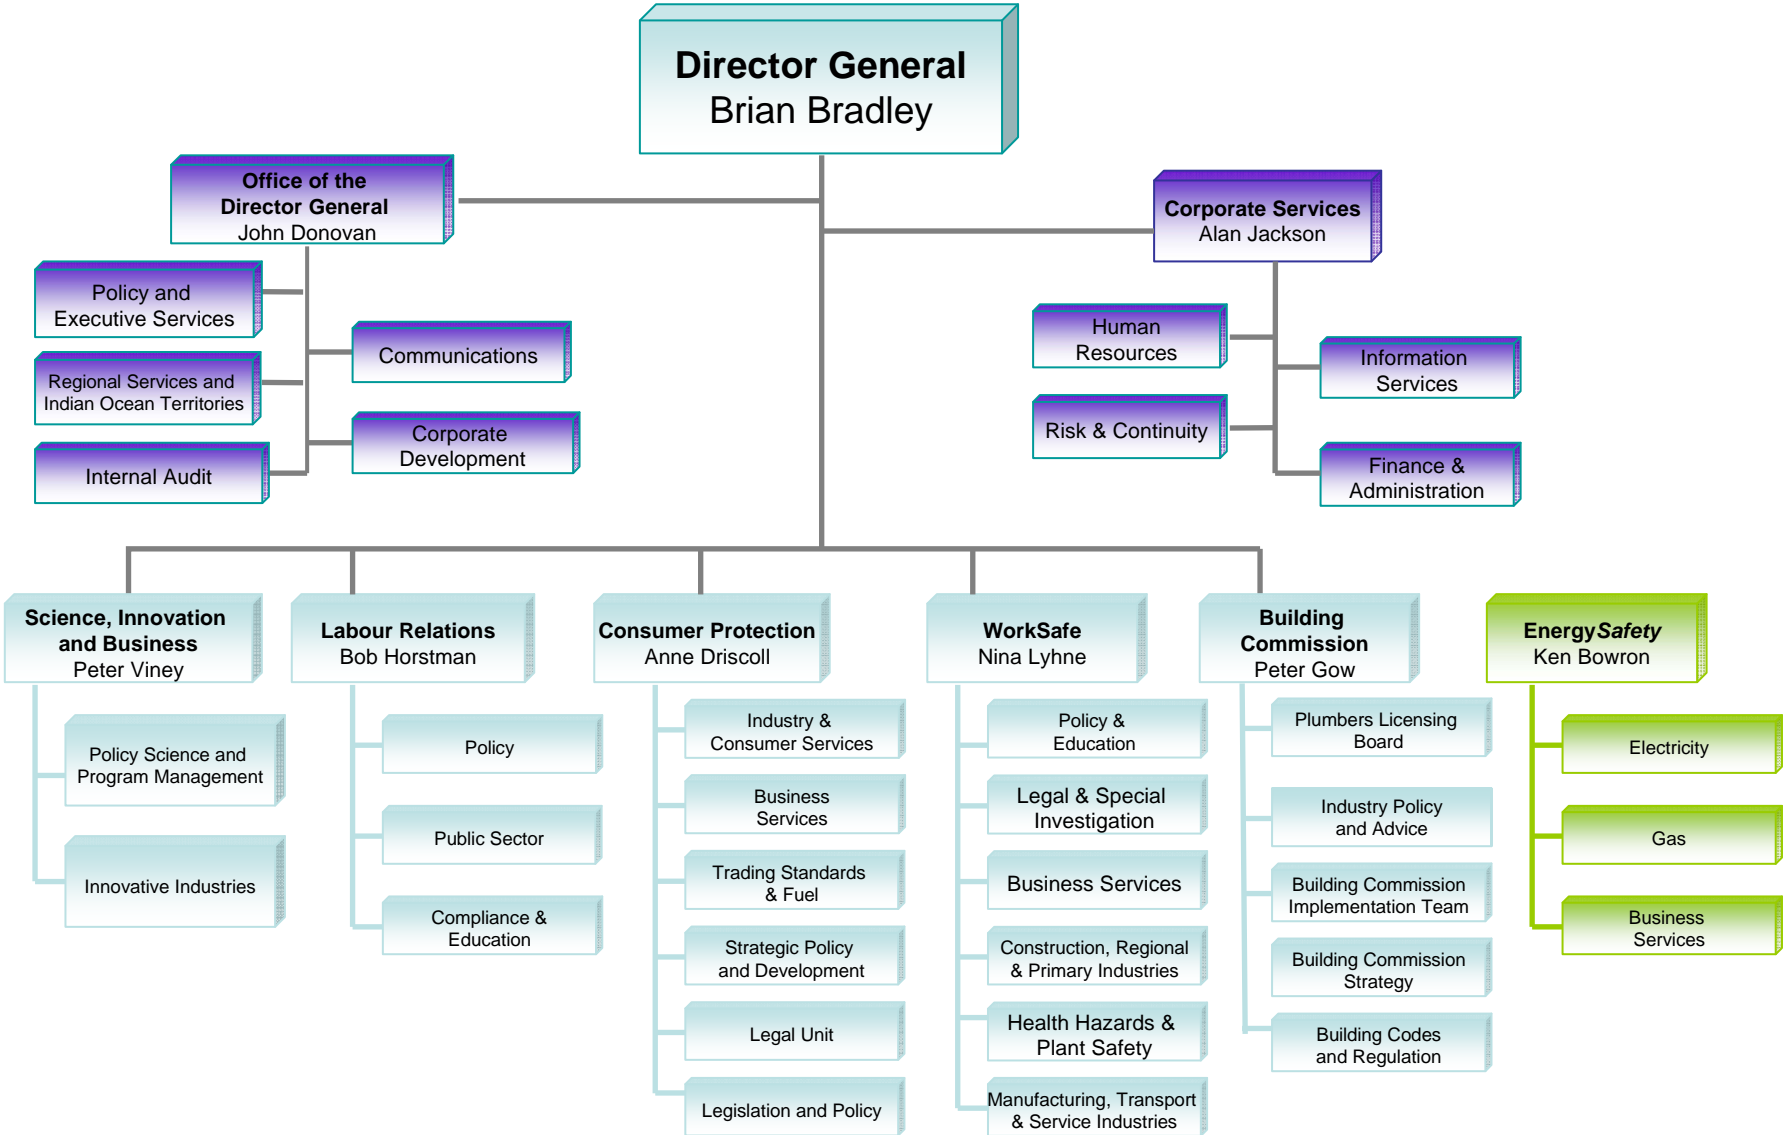 Director General
Brian Bradley
Office of the
Director General
John Donovan
Policy and
Executive Services
Regional Services and
Indian Ocean Territories
Internal Audit
Communications
Corporate
Development
Corporate Services
Alan Jackson
Human
Resources
Risk & Continuity
Information
Services
Finance &
Administration
Science, Innovation
and Business
Peter Viney
Policy Science and
Program Management
Innovative Industries
Labour Relations
Bob Horstman
Policy
Public Sector
Compliance &
Education
Consumer Protection
Anne Driscoll
Industry &
Consumer Services
Business
Services
Trading Standards
& Fuel
Strategic Policy
and Development
Legal Unit
Legislation and Policy
WorkSafe
Nina Lyhne
Policy &
Education
Legal & Special
Investigation
Business Services
Construction, Regional
& Primary Industries
Health Hazards &
Plant Safety
Manufacturing, Transport
& Service Industries
Building
Commission
Peter Gow
Plumbers Licensing
Board
Industry Policy
and Advice
Building Commission
Implementation Team
Building Commission
Strategy
Building Codes
and Regulation
EnergySafety
Ken Bowron
Electricity
Gas
Business
Services